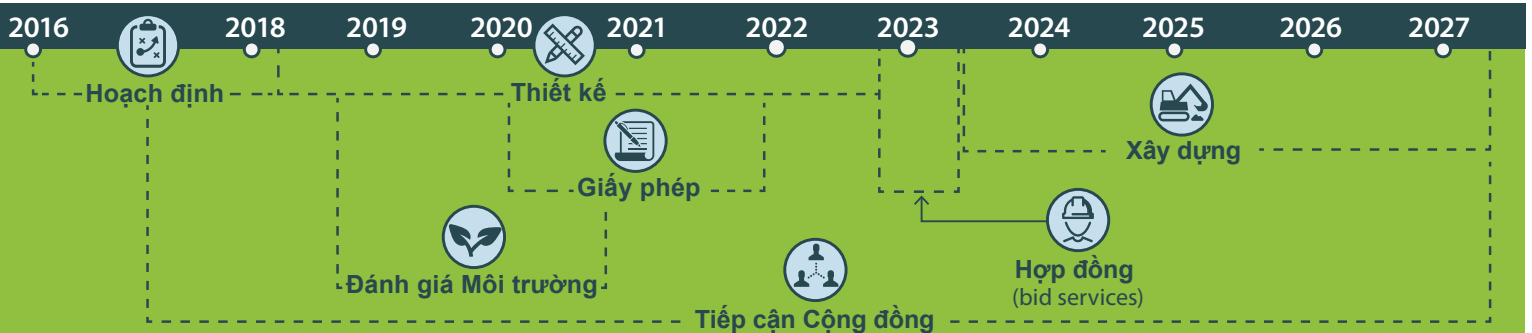 2016 2018 2019 2020 2021 2022 2023 2024 2025 2026 2027
Hoạch định
Thiết kế
Xây dựng
Giấy phép
Đánh giá Môi trường
Hợp đồng
(bid services)
Tiếp cận Cộng đồng